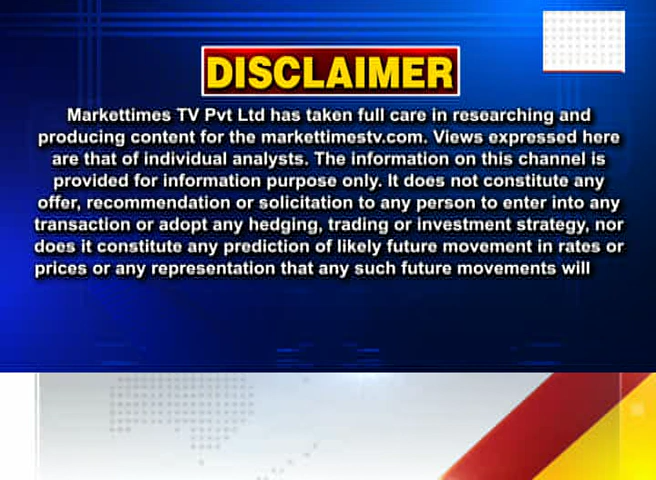 DISCLAIMER
Markettimes TV Pvt Ltd has taken full care in researching and
producing content for the markettimestv.com. Views expressed here
are that of individual analysts. The information on this channel is
provided for information purpose only. It does not constitute any
offer, recommendation or solicitation to any person to enter into any
transaction or adopt any hedging, trading or investment strategy, nor
does it constitute any prediction of likely future movement in rates or
prices or any representation that any such future movements will